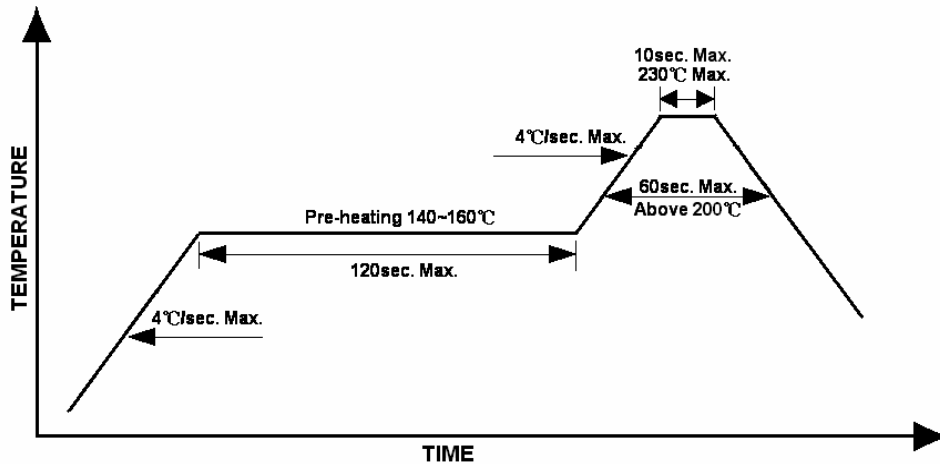 10sec. Max.
230℃ Max.
4℃/sec. Max.
60sec. Max.
Above 200℃
Pre-heating 140~160℃
120sec. Max.
4℃/sec. Max.
TEMPERATURE
TIME